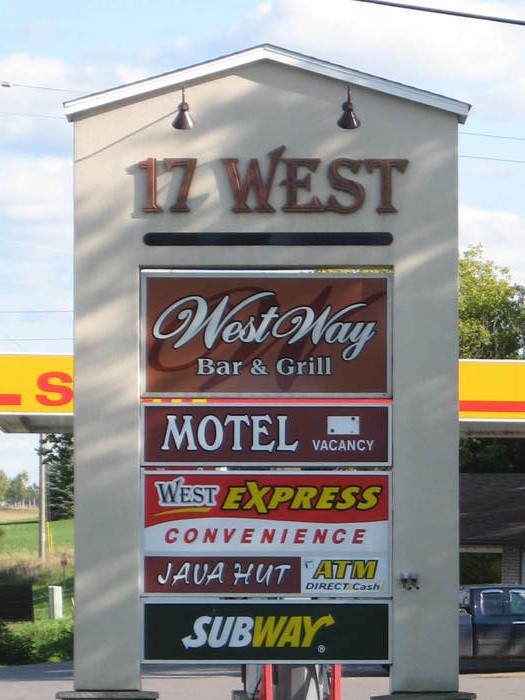 17 WEST
West Way
Bar & Grill
MOTEL
VACANCY
WEST EXPRESS
CONVENIENCE
JAVA HUT
ATM
DIRECT Cash
SUBWAY®
S